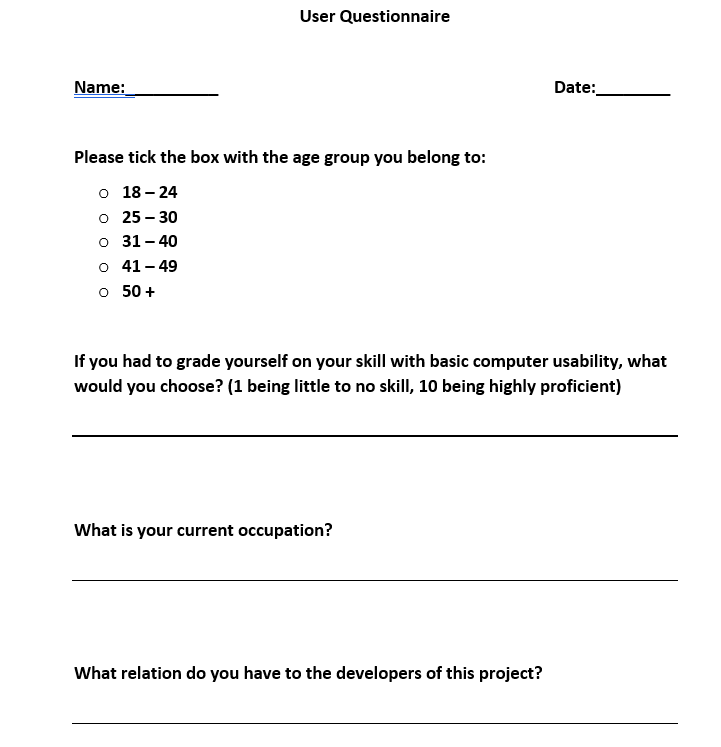 User Questionnaire
Name:__________ Date:________
Please tick the box with the age group you belong to:
o 18 – 24
o 25 – 30
o 31 – 40
o 41 – 49
o 50 +
If you had to grade yourself on your skill with basic computer usability, what
would you choose? (1 being little to no skill, 10 being highly proficient)
What is your current occupation?
What relation do you have to the developers of this project?